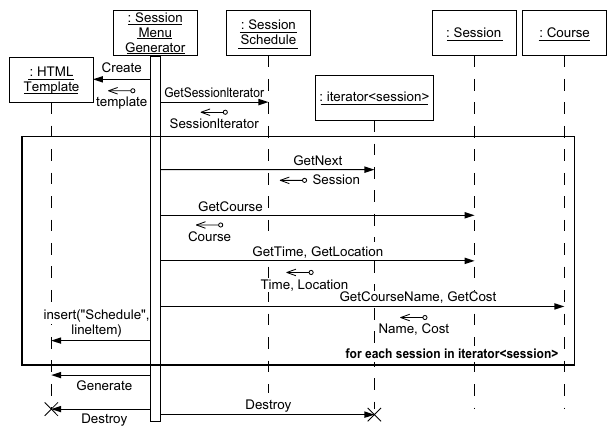 : Session
Menu
Generator
: Session
Schedule
: Session
: Course
: HTML
Template
Create
template
GetSessionIterator
SessionIterator
: iterator<session>
GetNext
Session
GetCourse
Course
GetTime, GetLocation
Time, Location
GetCourseName, GetCost
Name, Cost
insert("Schedule",
lineItem)
for each session in iterator<session>
Generate
Destroy
Destroy